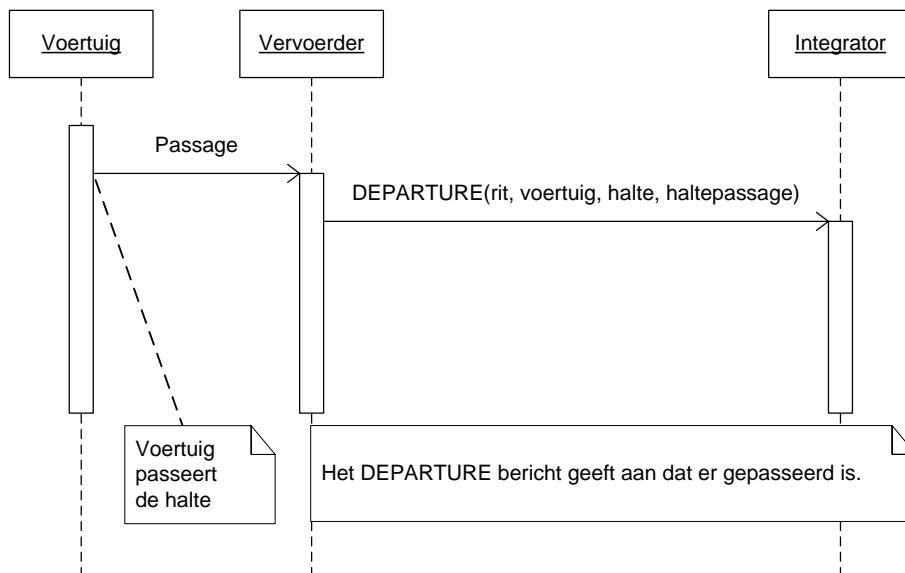 Voertuig
Vervoerder
Integrator
Passage
DEPARTURE(rit, voertuig, halte, haltepassage)
Voertuig
passeert
de halte
Het DEPARTURE bericht geeft aan dat er gepasseerd is.